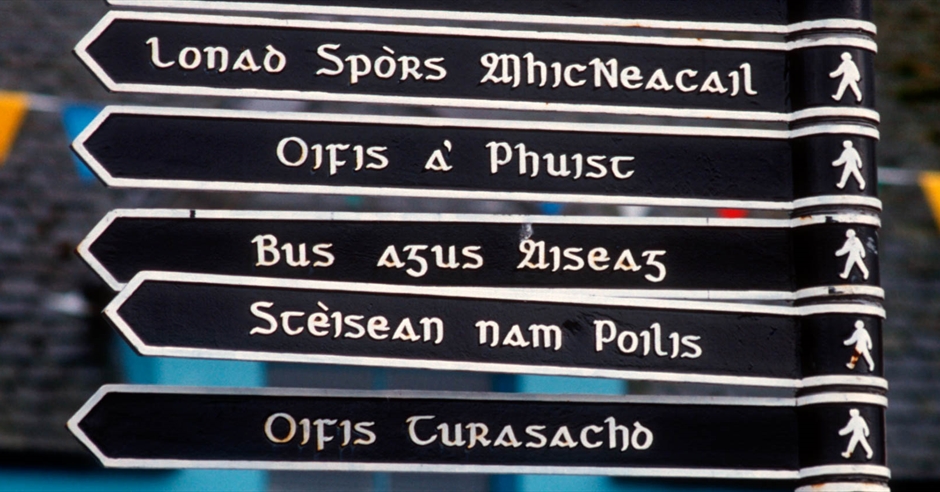 Lonad Spòrs MhicNeacail
Oifis a' Phuist
Bus agus Aiseag
Stèisean nam Poilis
Oifis Turasachd